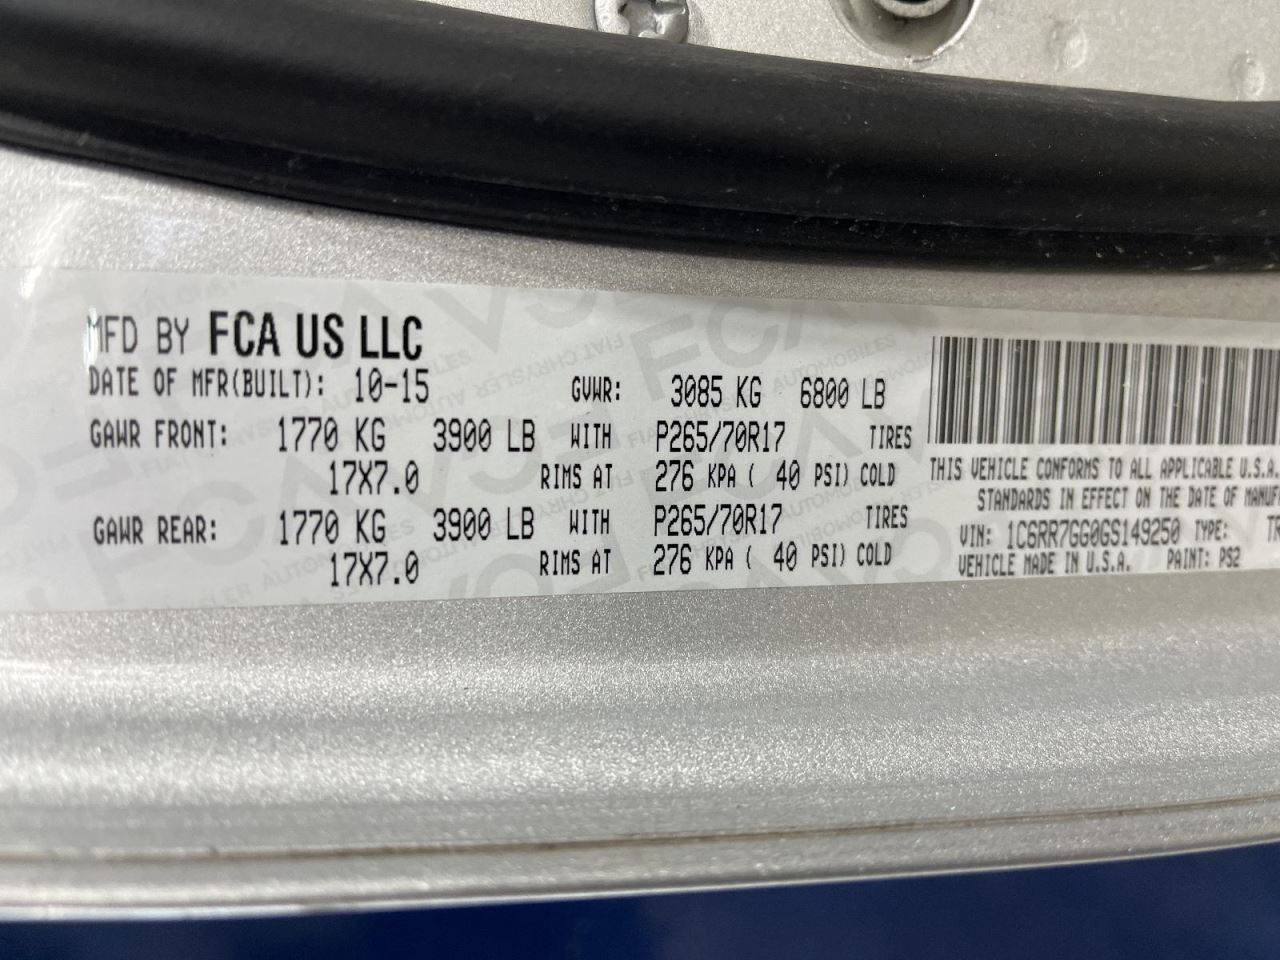 MFD BY FCA US LLC
DATE OF MFR(BUILT): 10-15 GVWR: 3085 KG 6800 LB
GAWR FRONT: 1770 KG 3900 LB WITH P265/70R17 TIRES
17X7.0 RIMS AT 276 KPA ( 40 PSI) COLD
GAWR REAR: 1770 KG 3900 LB WITH P265/70R17 TIRES
17X7.0 RIMS AT 276 KPA ( 40 PSI) COLD
THIS VEHICLE CONFORMS TO ALL APPLICABLE U.S.A.
STANDARDS IN EFFECT ON THE DATE OF MANUF
VIN: 1C6RR7GG0GS149250 TYPE: TR
VEHICLE MADE IN U.S.A. PAINT: PS2